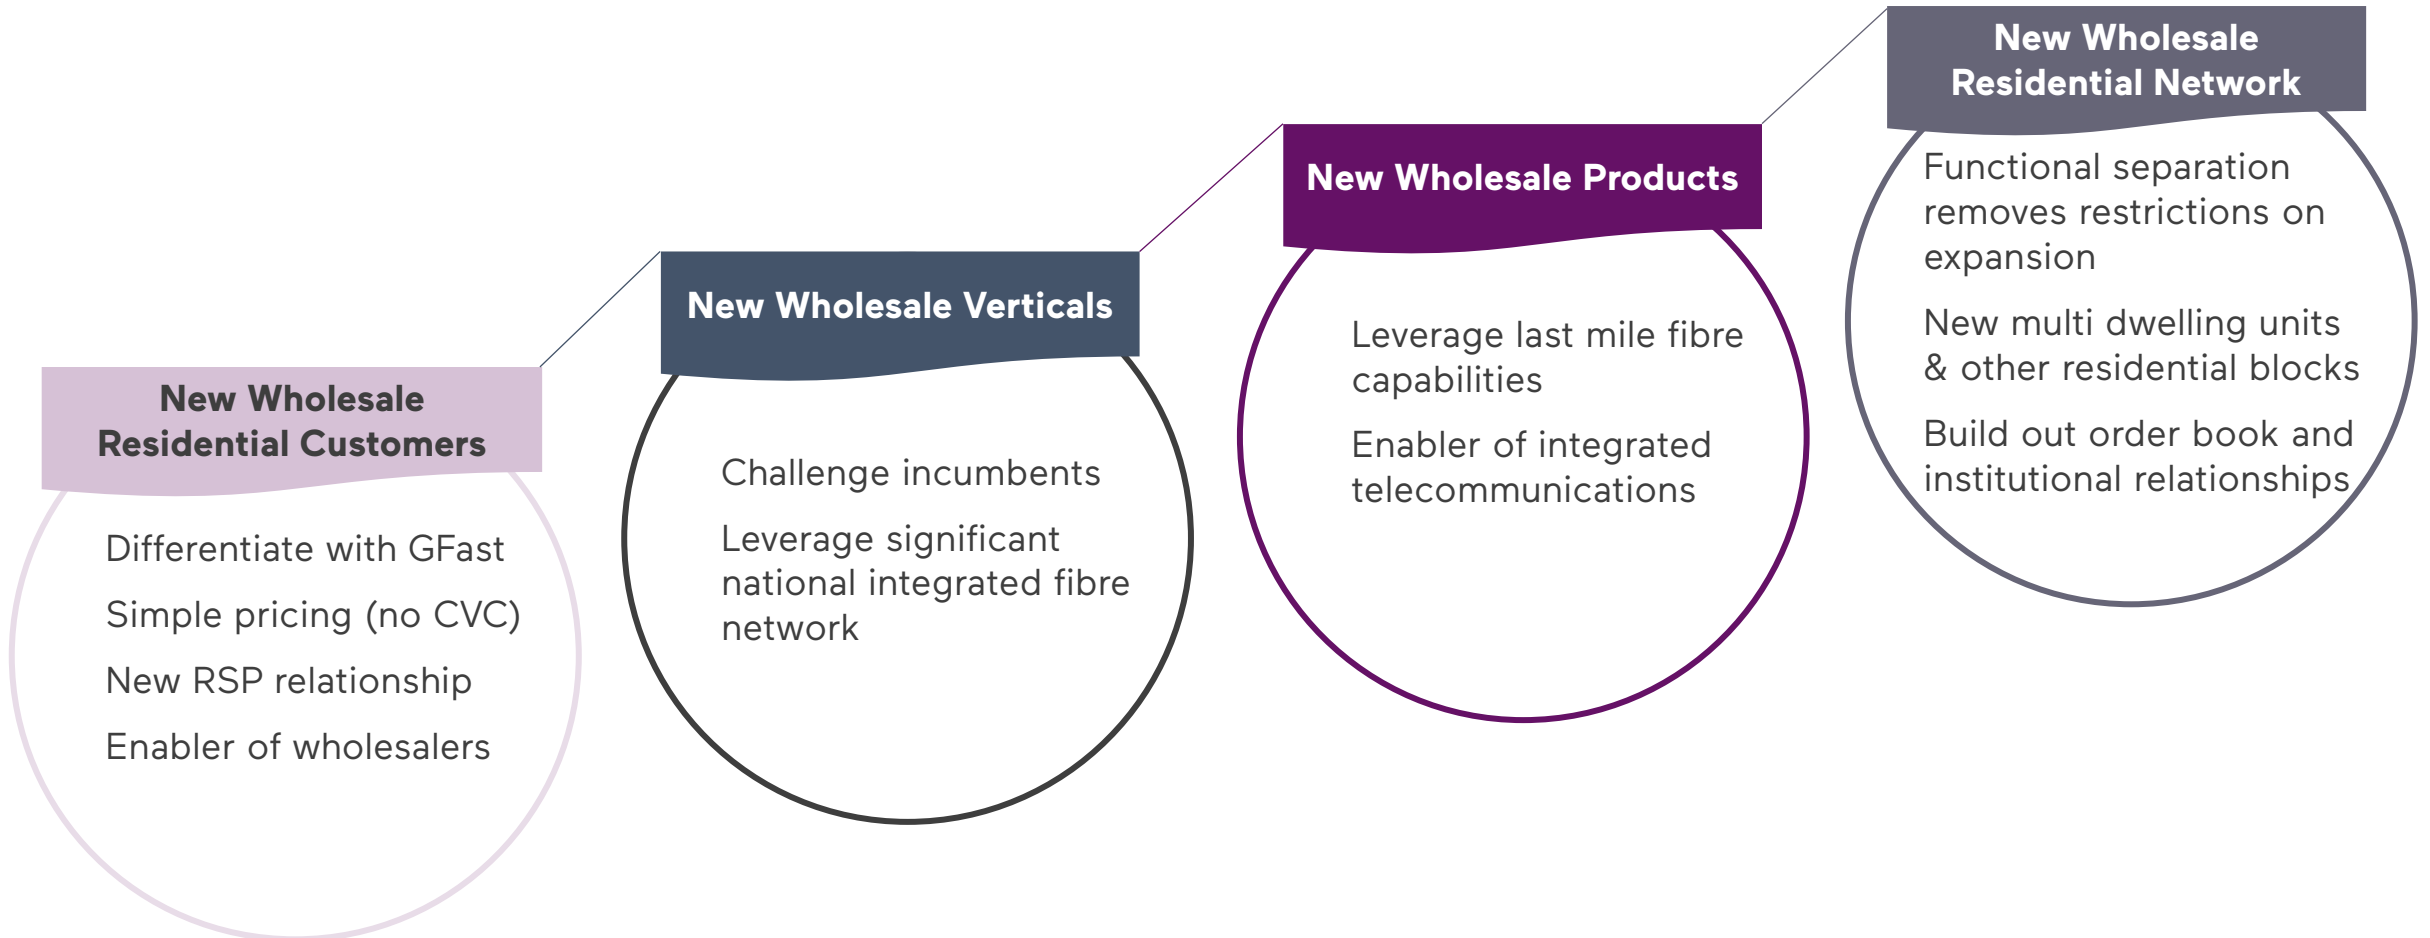 New Wholesale
Residential Customers
Differentiate with GFast
Simple pricing (no CVC)
New RSP relationship
Enabler of wholesalers
New Wholesale Verticals
Challenge incumbents
Leverage significant
national integrated fibre
network
New Wholesale Products
Leverage last mile fibre
capabilities
Enabler of integrated
telecommunications
New Wholesale
Residential Network
Functional separation
removes restrictions on
expansion
New multi dwelling units
& other residential blocks
Build out order book and
institutional relationships